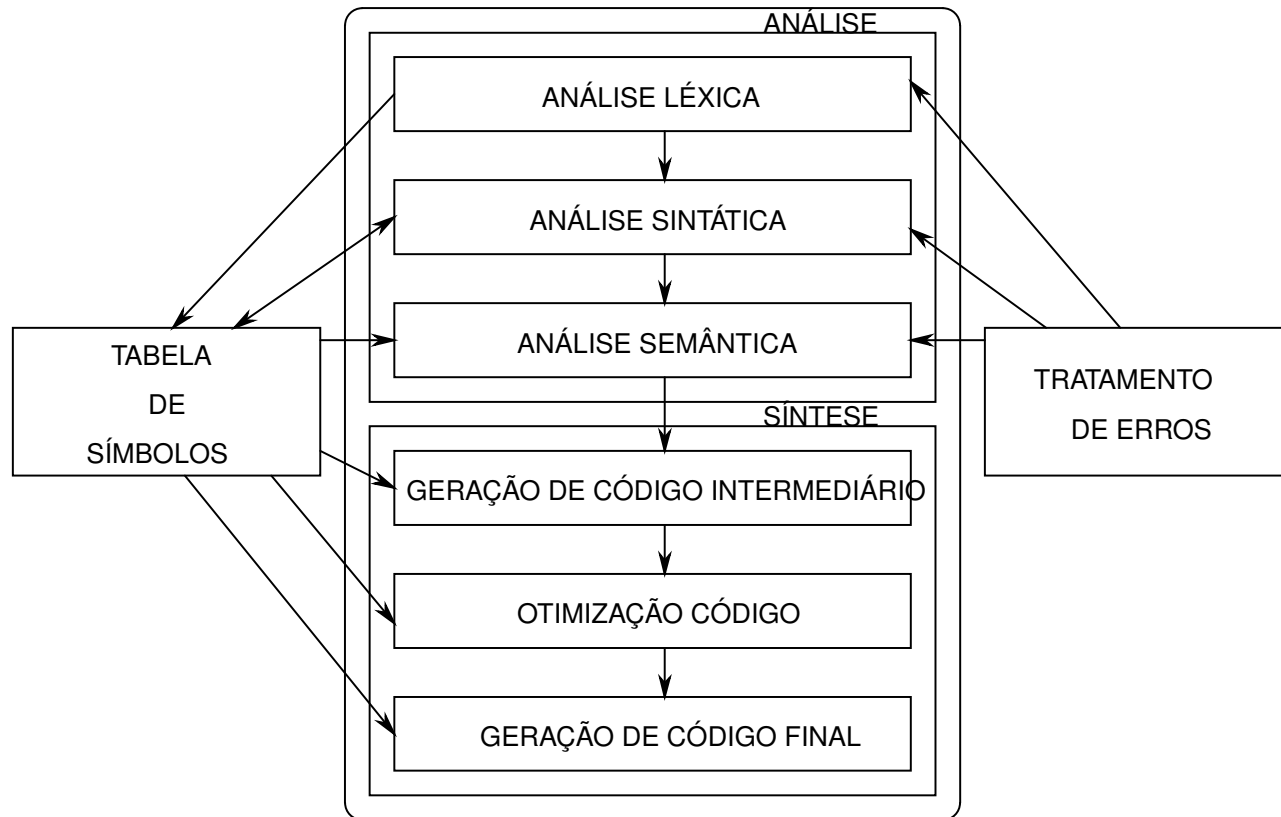 ANÁLISE
ANÁLISE LÉXICA
ANÁLISE SINTÁTICA
ANÁLISE SEMÂNTICA
TABELA
DE
SÍMBOLOS
TRATAMENTO
DE ERROS
SÍNTESE
GERAÇÃO DE CÓDIGO INTERMEDIÁRIO
OTIMIZAÇÃO CÓDIGO
GERAÇÃO DE CÓDIGO FINAL